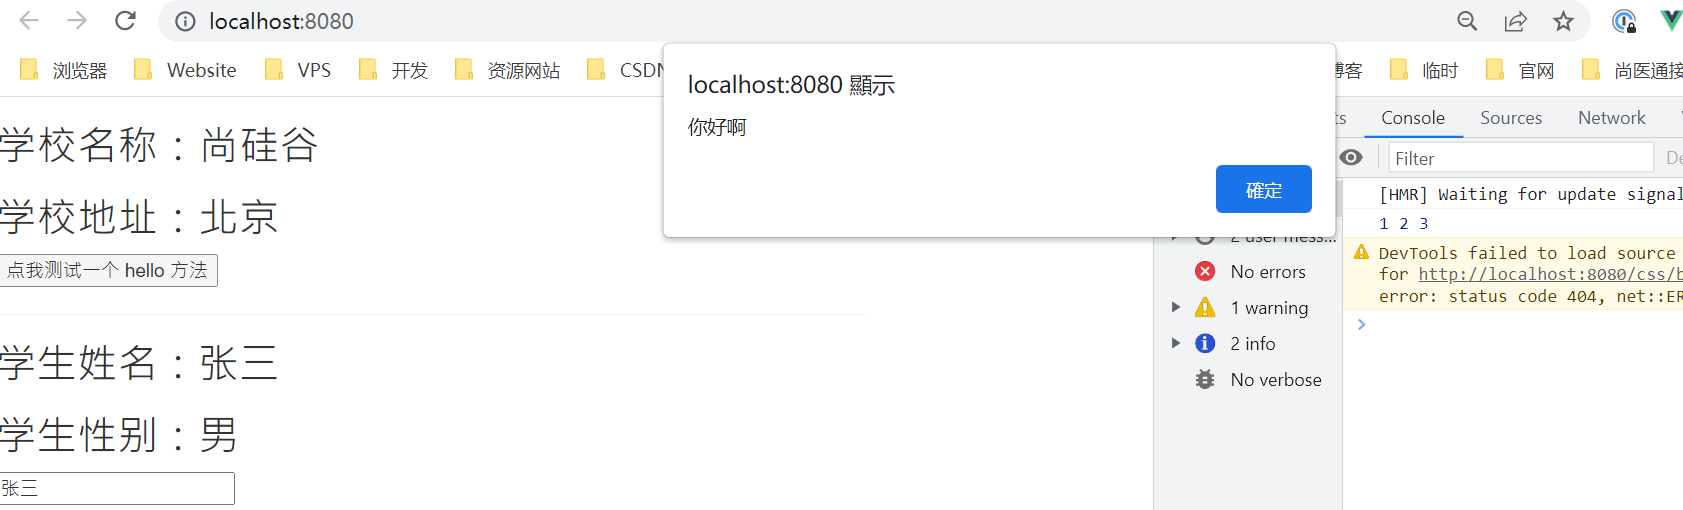 localhost:8080
浏览器 Website VPS 开发 资源网站 CSDN 博客 临时 官网 尚医通接
localhost:8080 顯示
你好啊
確定
学校名称：尚硅谷
学校地址：北京
点我测试一个 hello 方法
学生姓名：张三
学生性别：男
张三
Console Sources Network
Filter
2 user mess...
No errors
1 warning
2 info
No verbose
[HMR] Waiting for update signal
1 2 3
DevTools failed to load source
for http://localhost:8080/css/b
error: status code 404, net::ER